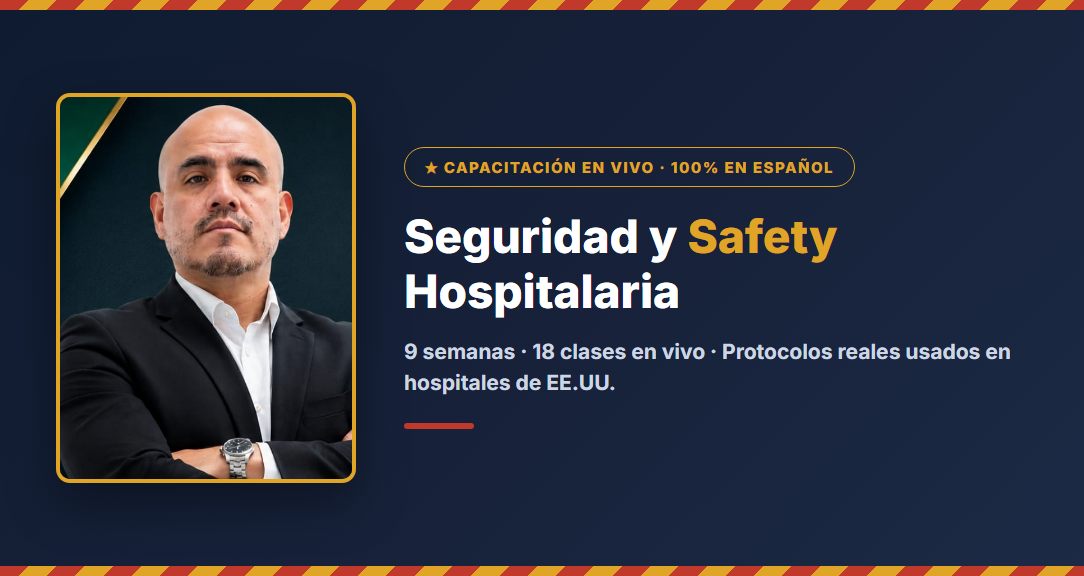 ★ CAPACITACIÓN EN VIVO · 100% EN ESPAÑOL
Seguridad y Safety
Hospitalaria
9 semanas · 18 clases en vivo · Protocolos reales usados en
hospitales de EE.UU.